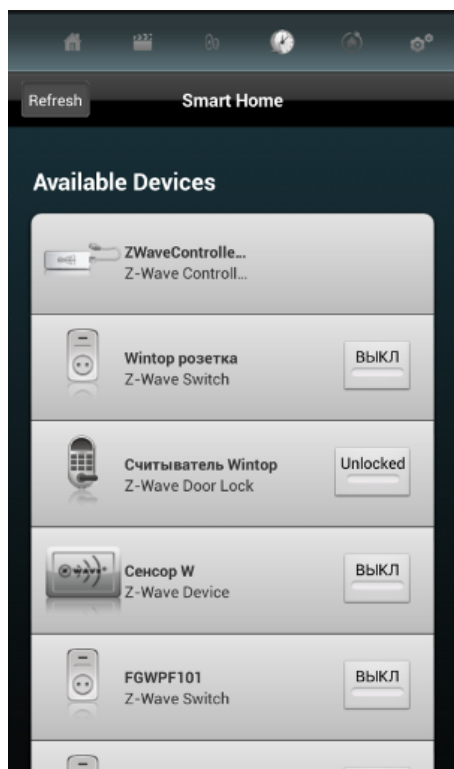 Refresh
Smart Home
Available Devices
ZWaveControlle...
Z-Wave Controll...
Wintop розетка
Z-Wave Switch
ВЫКЛ
Считыватель Wintop
Z-Wave Door Lock
Unlocked
Сенсор W
Z-Wave Device
ВЫКЛ
FGWPF101
Z-Wave Switch
ВЫКЛ